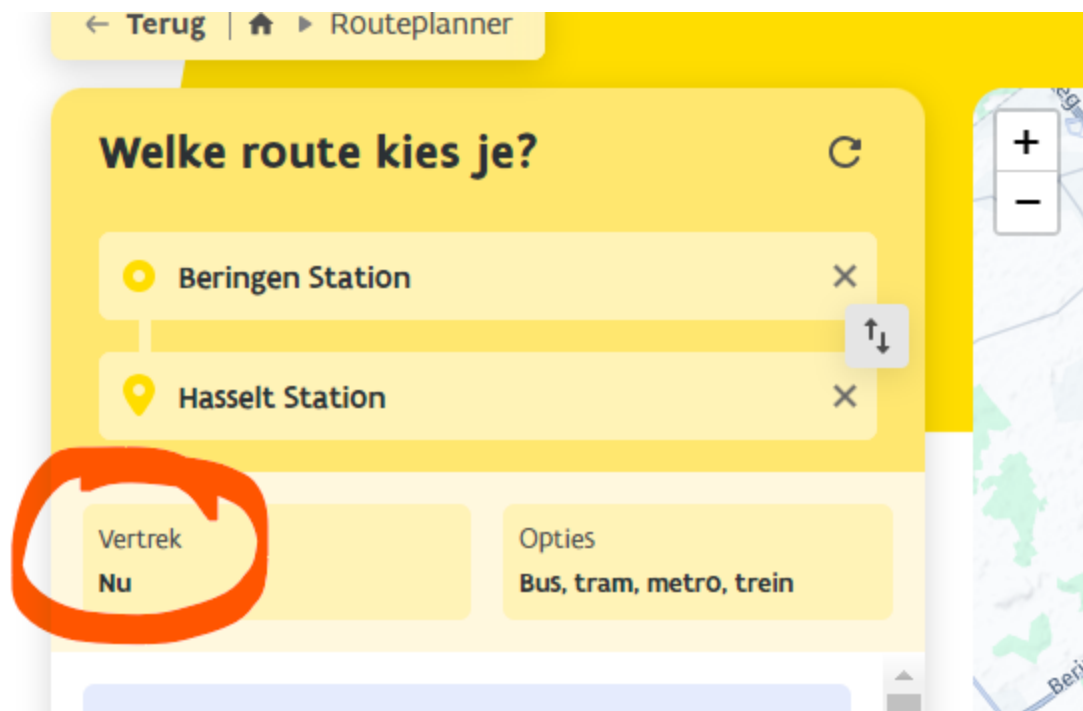 ← Terug | ▸ Routeplanner
Welke route kies je?
Beringen Station
Hasselt Station
Vertrek
Nu
Opties
Bus, tram, metro, trein